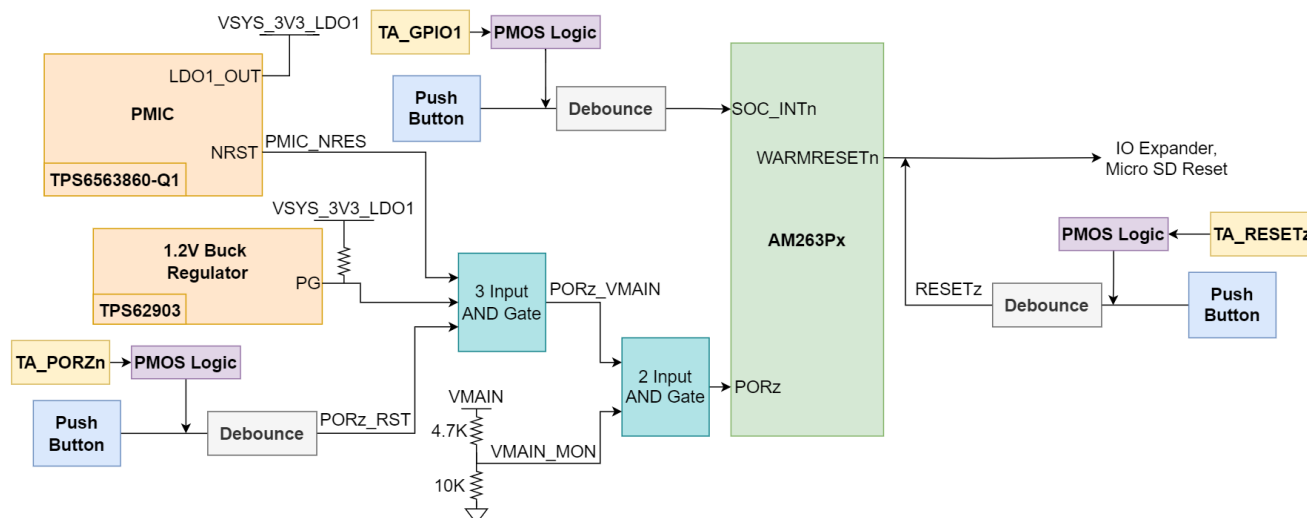 VSYS_3V3_LDO1
LDO1_OUT
PMIC
NRST
TPS6563860-Q1
PMIC_NRES
TA_GPIO1
PMOS Logic
Push
Button
Debounce
SOC_INTn
WARMRESETn
AM263Px
PORz
IO Expander,
Micro SD Reset
PMOS Logic
TA_RESETz
RESETz
Debounce
Push
Button
VSYS_3V3_LDO1
1.2V Buck
Regulator
PG
TPS62903
3 Input
AND Gate
PORz_VMAIN
2 Input
AND Gate
TA_PORZn
PMOS Logic
Push
Button
Debounce
PORz_RST
VMAIN
4.7K
VMAIN_MON
10K